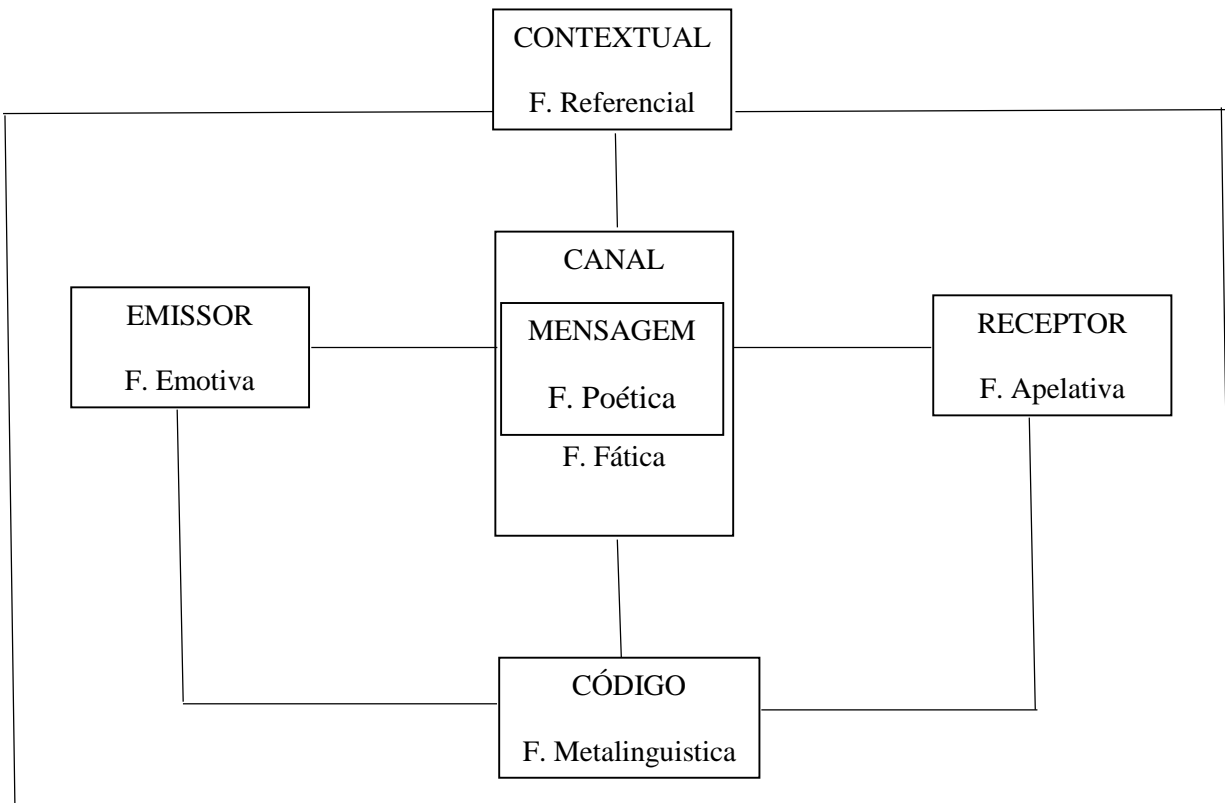 CONTEXTUAL
F. Referencial
CANAL
EMISSOR
F. Emotiva
MENSAGEM
F. Poética
F. Fática
RECEPTOR
F. Apelativa
CÓDIGO
F. Metalinguistica